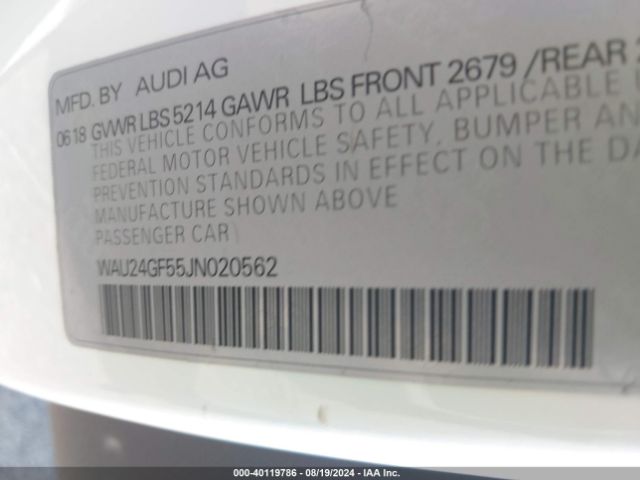 MFD. BY AUDI AG
0618 GVWR LBS 5214 GAWR LBS FRONT 2679 /REAR
THIS VEHICLE CONFORMS TO ALL APPLICABLE
FEDERAL MOTOR VEHICLE SAFETY, BUMPER AN
PREVENTION STANDARDS IN EFFECT ON THE DA
MANUFACTURE SHOWN ABOVE
PASSENGER CAR
WAU24GF55JN020562
000-40119786 - 08/19/2024 - IAA Inc.